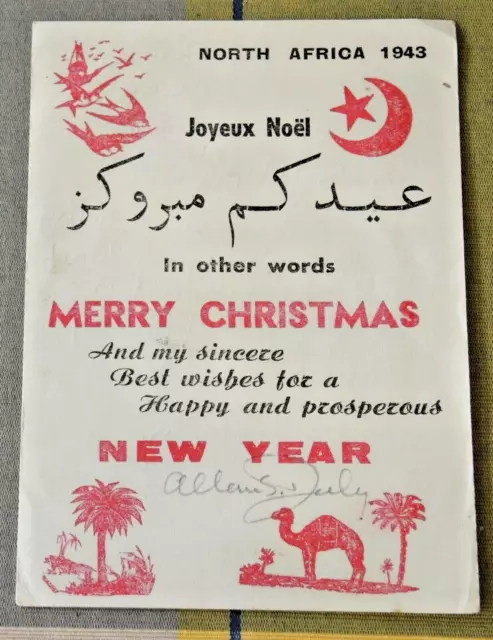 NORTH AFRICA 1943
Joyeux Noël
عيدكم مبروكز
In other words
MERRY CHRISTMAS
And my sincere
Best wishes for a
Happy and prosperous
NEW YEAR